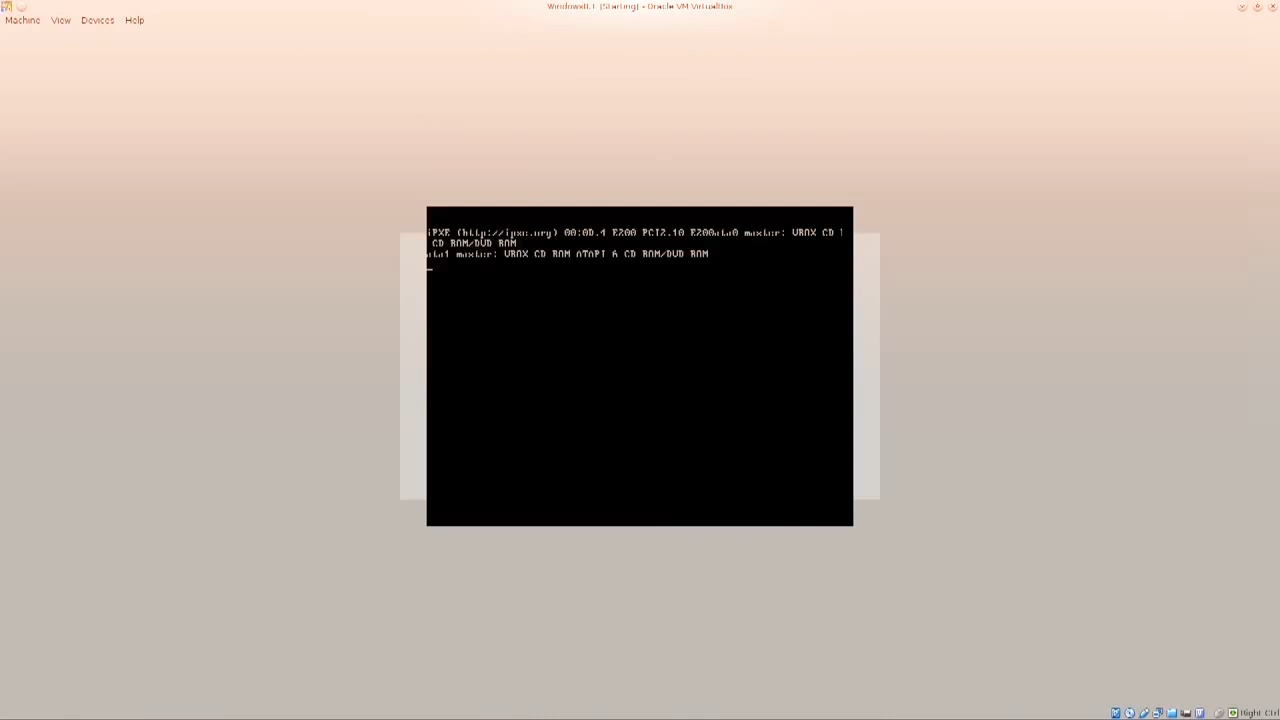 Windows8.1 [Starting] - Oracle VM VirtualBox
Machine View Devices Help
iPXE (http://ipxe.org) 00:0D.4 E200 PCI2.10 E200ata0 master: VBOX CD
CD ROM/DVD ROM
ata1 master: VBOX CD ROM ATAPI 6 CD ROM/DVD ROM
Right Ctrl